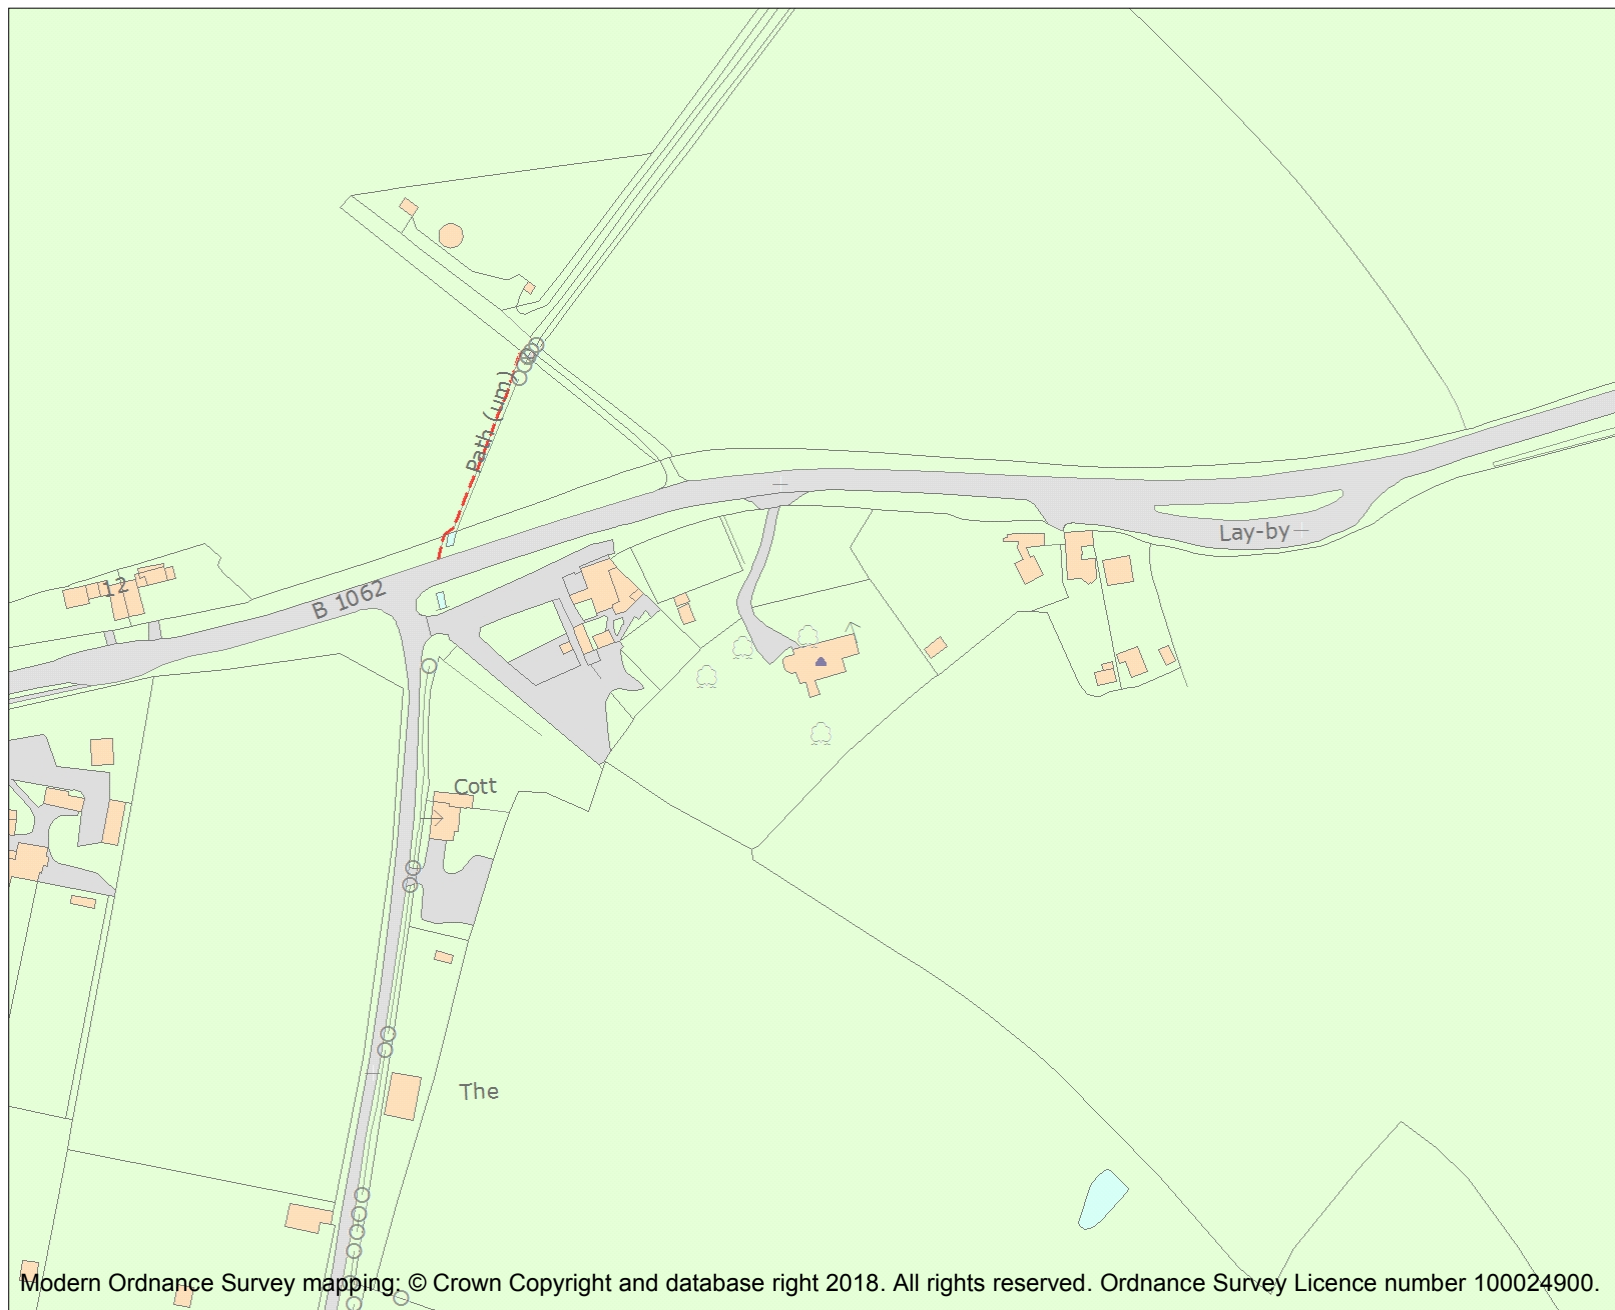 Path (um)
Lay-by
12
B 1062
Cott
The
Modern Ordnance Survey mapping: © Crown Copyright and database right 2018. All rights reserved. Ordnance Survey Licence number 100024900.